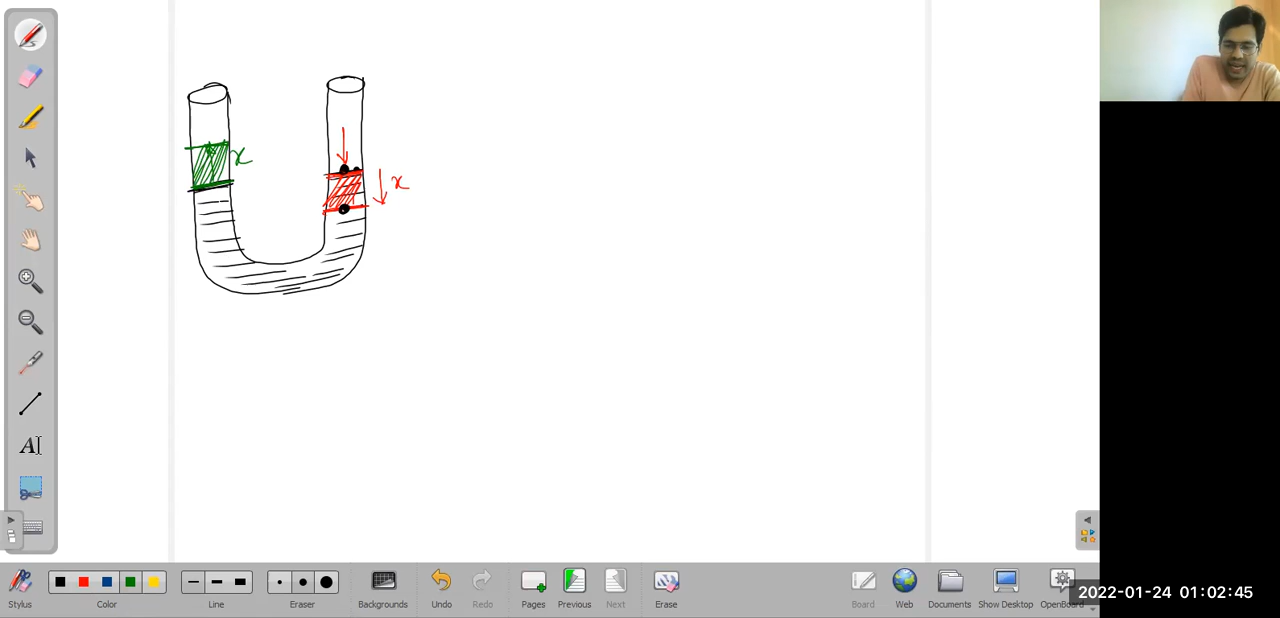 x
x
A
Stylus
Color
Line
Eraser
Backgrounds
Undo
Redo
Pages
Previous
Next
Erase
Board
Web
Documents
Show Desktop
OpenBoard
2022-01-24 01:02:45